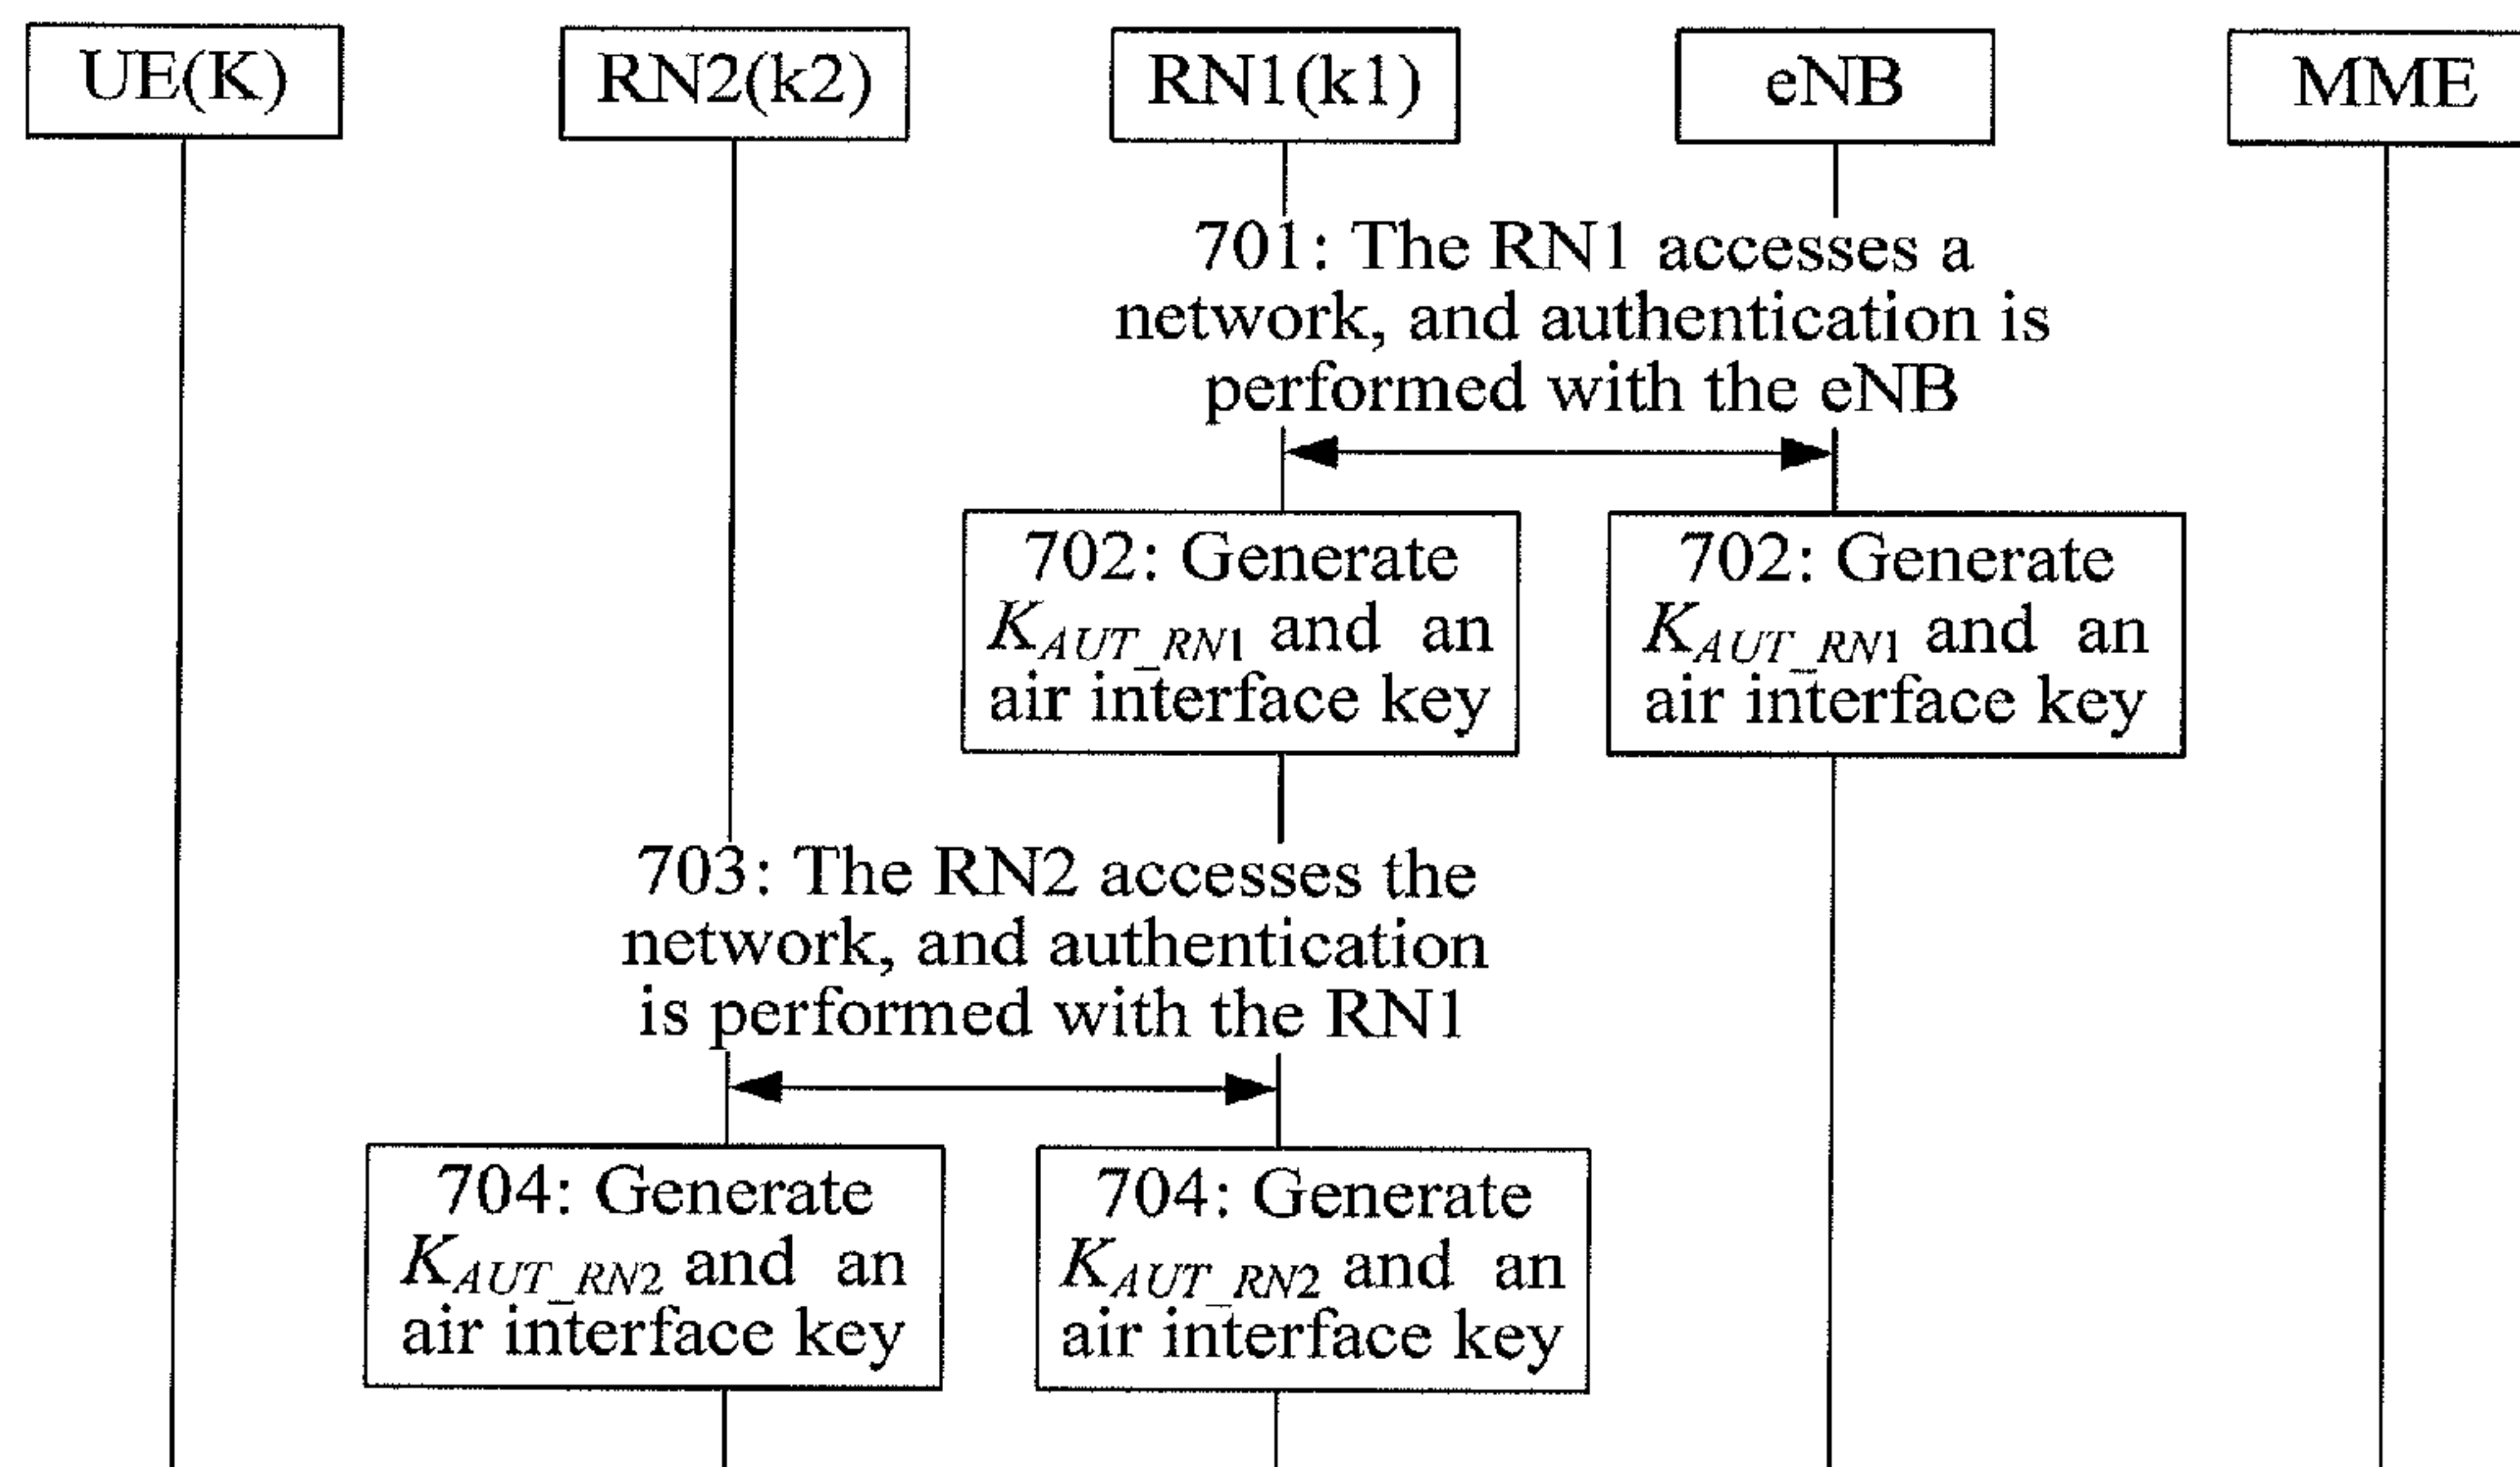 UE(K)
RN2(k2)
RN1(k1)
eNB
MME
701: The RN1 accesses a
network, and authentication is
performed with the eNB
702: Generate
K_AUT_RN1 and an
air interface key
702: Generate
K_AUT_RN1 and an
air interface key
703: The RN2 accesses the
network, and authentication
is performed with the RN1
704: Generate
K_AUT_RN2 and an
air interface key
704: Generate
K_AUT_RN2 and an
air interface key